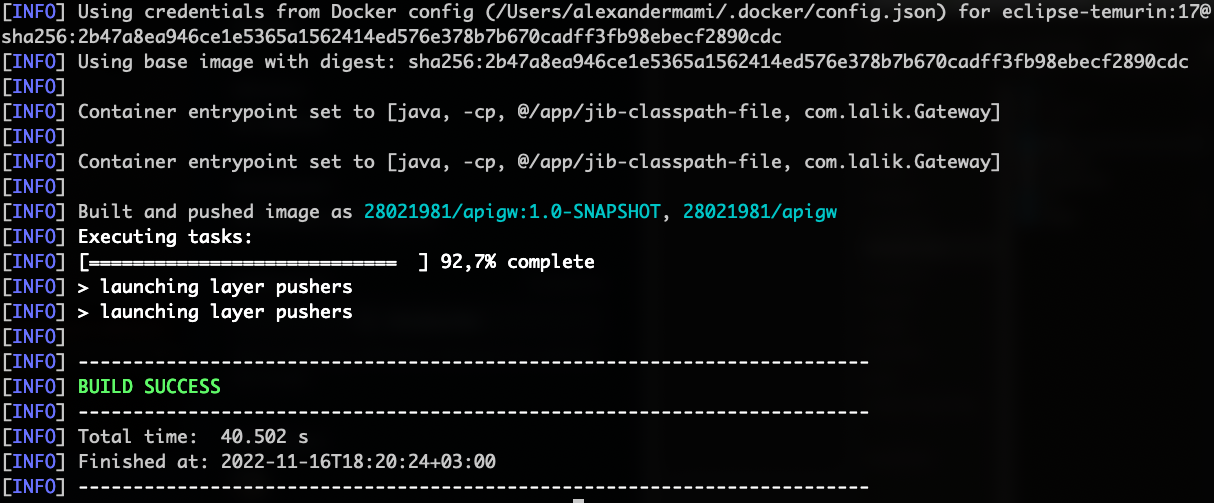 [INFO] Using credentials from Docker config (/Users/alexandermami/.docker/config.json) for eclipse-temurin:17@
sha256:2b47a8ea946ce1e5365a1562414ed576e378b7b670cadff3fb98ebecf2890cdc
[INFO] Using base image with digest: sha256:2b47a8ea946ce1e5365a1562414ed576e378b7b670cadff3fb98ebecf2890cdc
[INFO]
[INFO] Container entrypoint set to [java, -cp, @/app/jib-classpath-file, com.lalik.Gateway]
[INFO]
[INFO] Container entrypoint set to [java, -cp, @/app/jib-classpath-file, com.lalik.Gateway]
[INFO]
[INFO] Built and pushed image as 28021981/apigw:1.0-SNAPSHOT, 28021981/apigw
[INFO] Executing tasks:
[INFO] [============================  ] 92,7% complete
[INFO] > launching layer pushers
[INFO] > launching layer pushers
[INFO]
[INFO] ------------------------------------------------------------------------
[INFO] BUILD SUCCESS
[INFO] ------------------------------------------------------------------------
[INFO] Total time:  40.502 s
[INFO] Finished at: 2022-11-16T18:20:24+03:00
[INFO] ------------------------------------------------------------------------